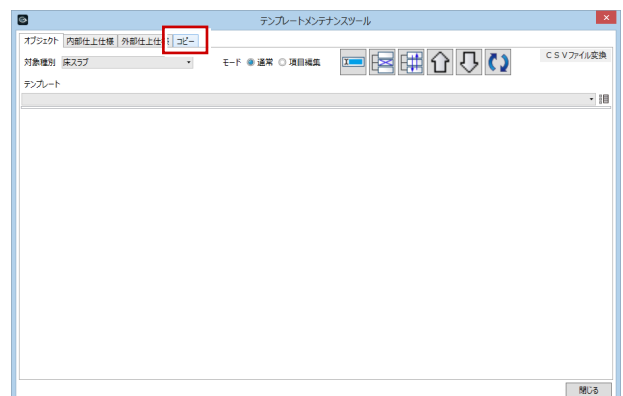 テンプレートメンテナンスツール
オブジェクト 内部仕上仕様 外部仕上仕 コピー
対象種別 床スラブ モード 通常 項目編集 ＣＳＶファイル変換
テンプレート
閉じる